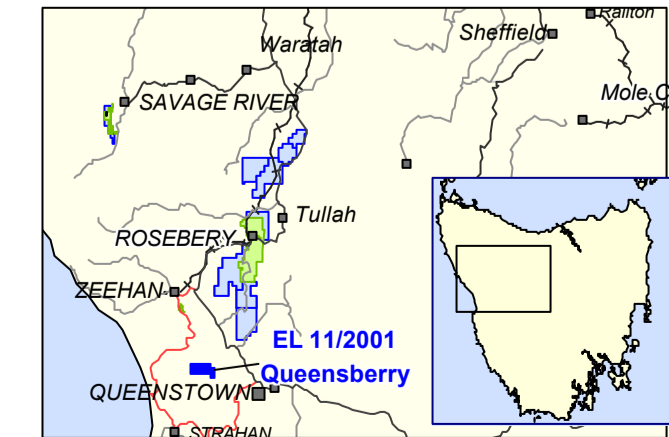 Railton
Sheffield
Waratah
Mole C
SAVAGE RIVER
Tullah
ROSEBERY
ZEEHAN
EL 11/2001
Queensberry
QUEENSTOWN
STRAHAN